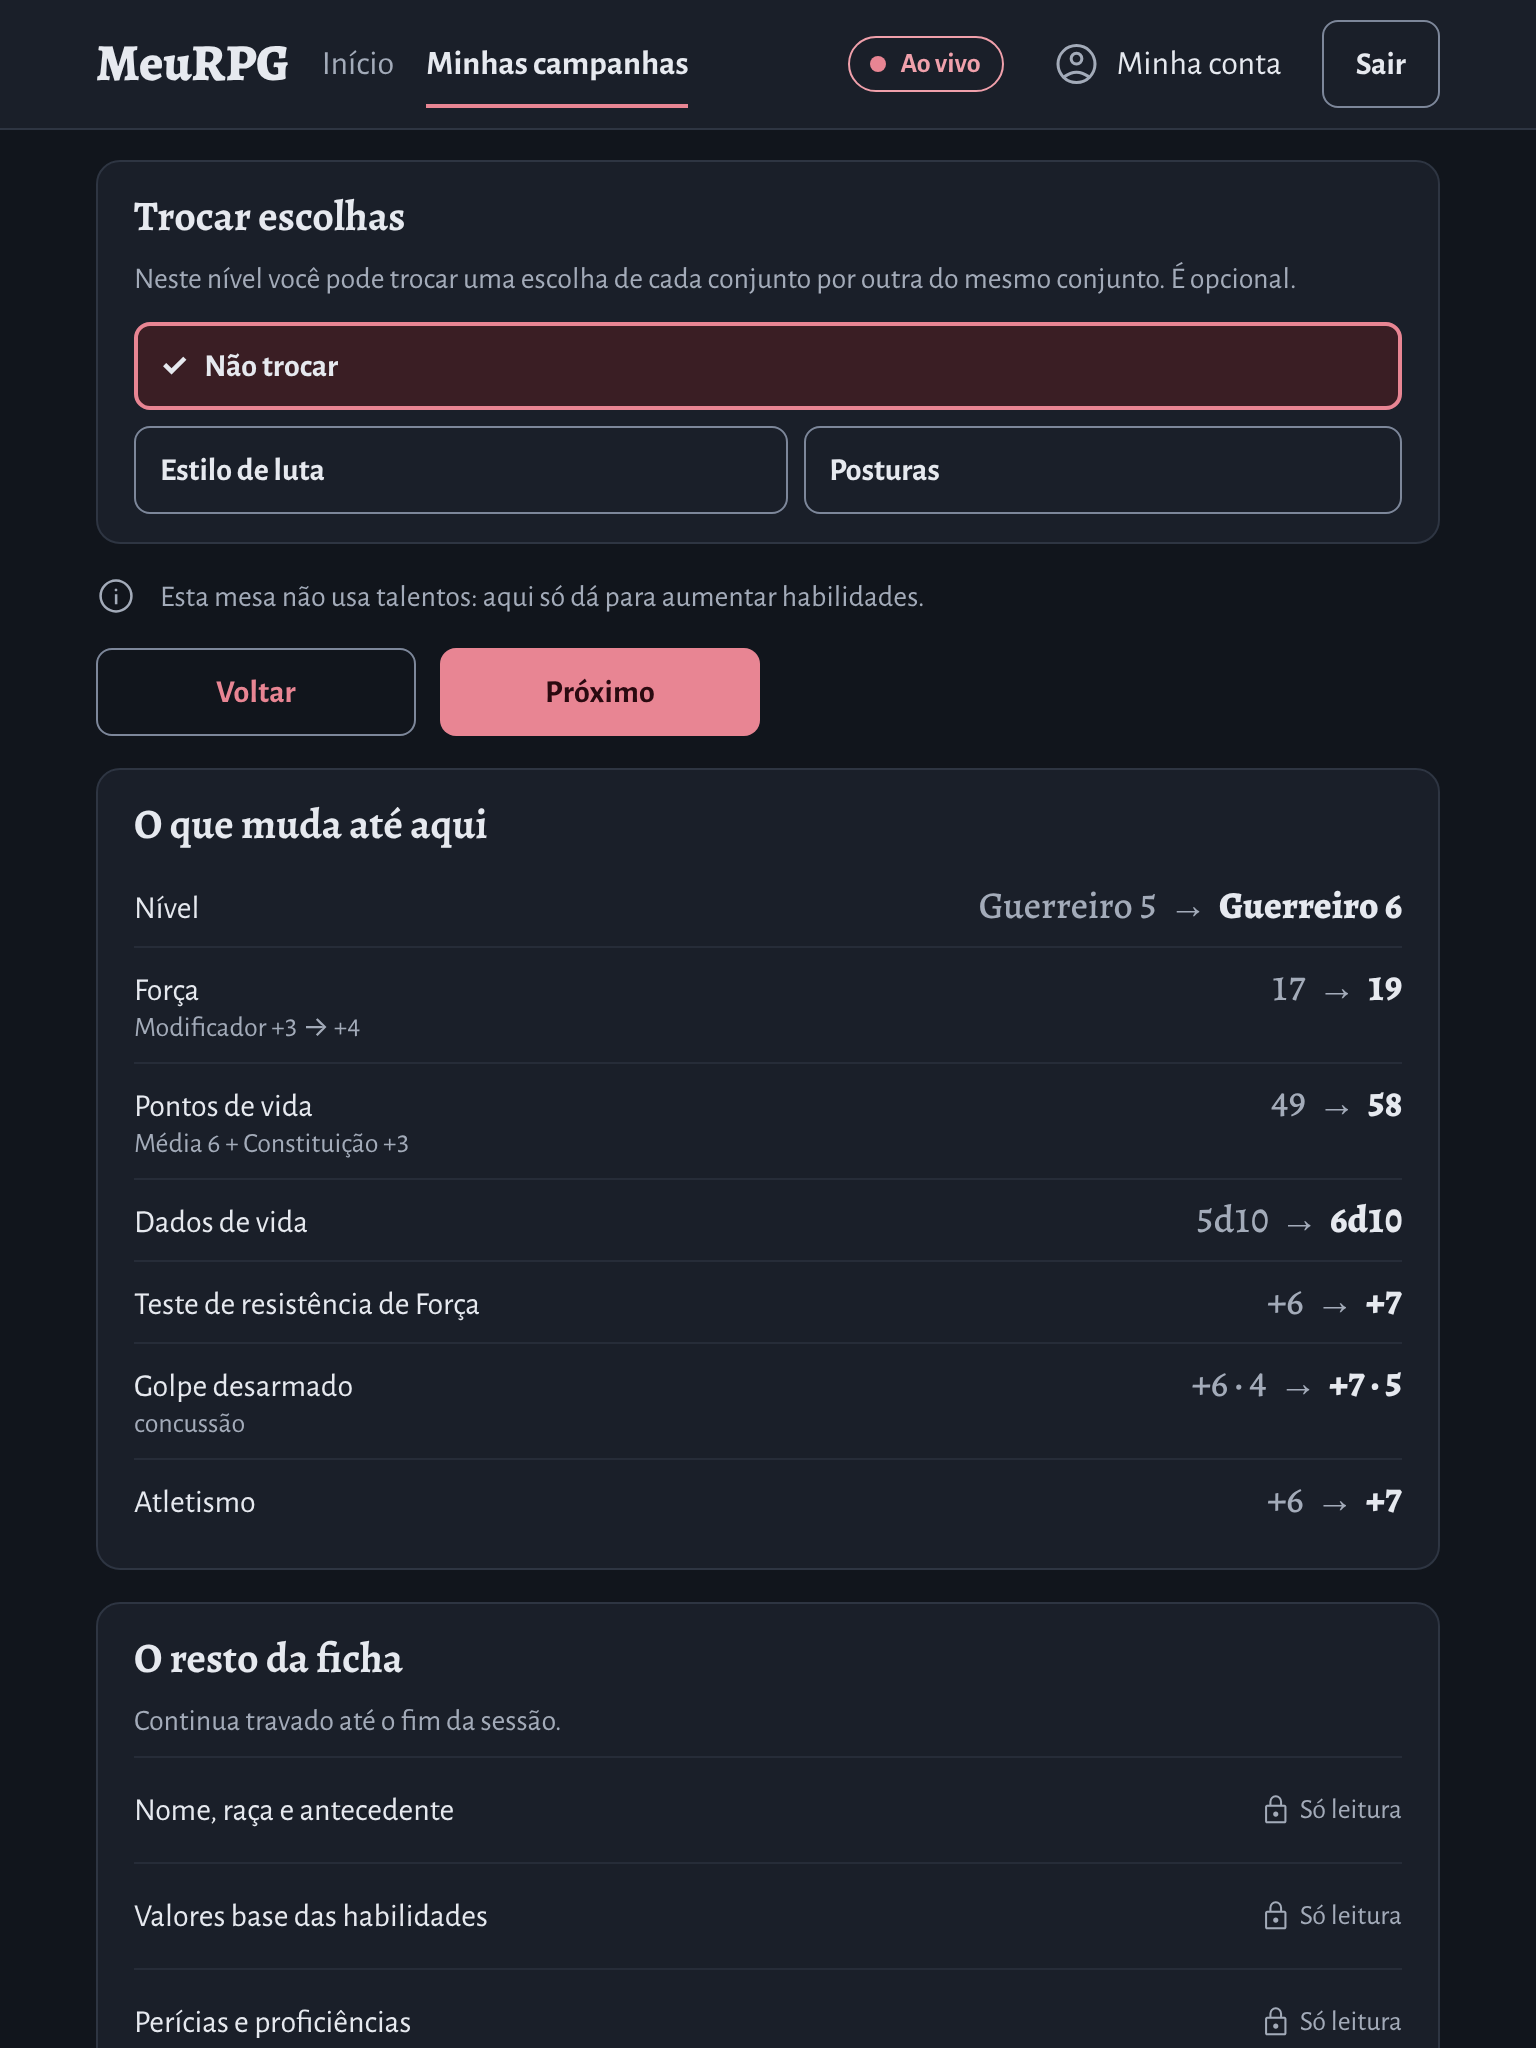 MeuRPG Início Minhas campanhas Ao vivo Minha conta Sair
Trocar escolhas
Neste nível você pode trocar uma escolha de cada conjunto por outra do mesmo conjunto. É opcional.
Não trocar
Estilo de luta Posturas
Esta mesa não usa talentos: aqui só dá para aumentar habilidades.
Voltar Próximo
O que muda até aqui
Nível Guerreiro 5 → Guerreiro 6
Força 17 → 19
Modificador +3 → +4
Pontos de vida 49 → 58
Média 6 + Constituição +3
Dados de vida 5d10 → 6d10
Teste de resistência de Força +6 → +7
Golpe desarmado +6 · 4 → +7 · 5
concussão
Atletismo +6 → +7
O resto da ficha
Continua travado até o fim da sessão.
Nome, raça e antecedente Só leitura
Valores base das habilidades Só leitura
Perícias e proficiências Só leitura